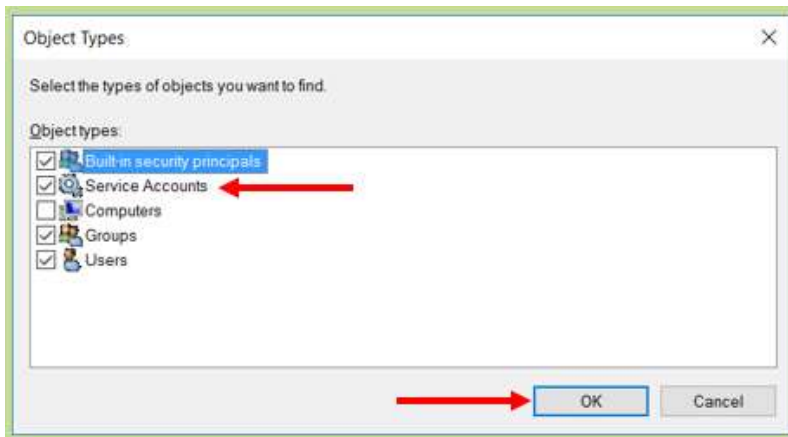 Object Types
Select the types of objects you want to find.
Object types:
Built-in security principals
Service Accounts
Computers
Groups
Users
OK Cancel